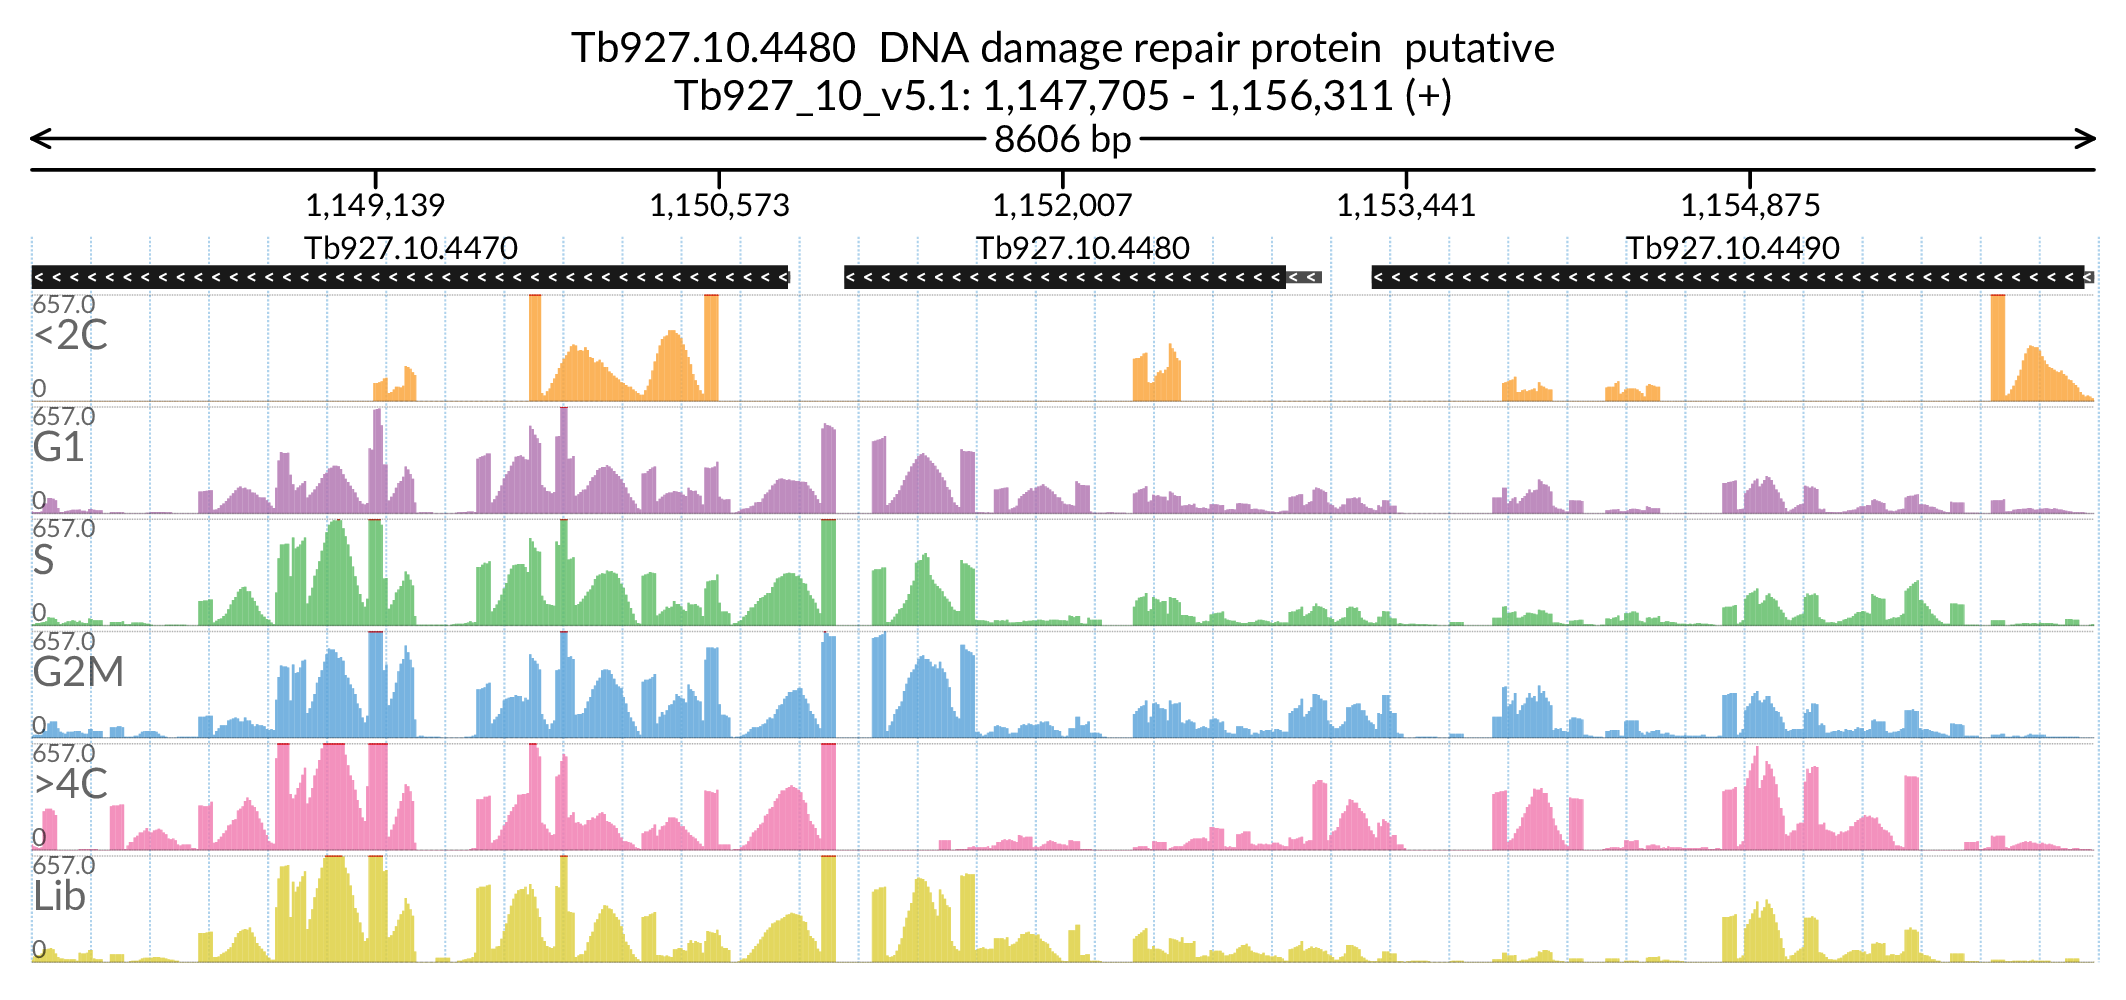 Tb927.10.4480  DNA damage repair protein  putative
Tb927_10_v5.1: 1,147,705 - 1,156,311 (+)
8606 bp
1,149,139 1,150,573 1,152,007 1,153,441 1,154,875
Tb927.10.4470 Tb927.10.4480 Tb927.10.4490
657.0
<2C
0
657.0
G1
0
657.0
S
0
657.0
G2M
0
657.0
>4C
0
657.0
Lib
0